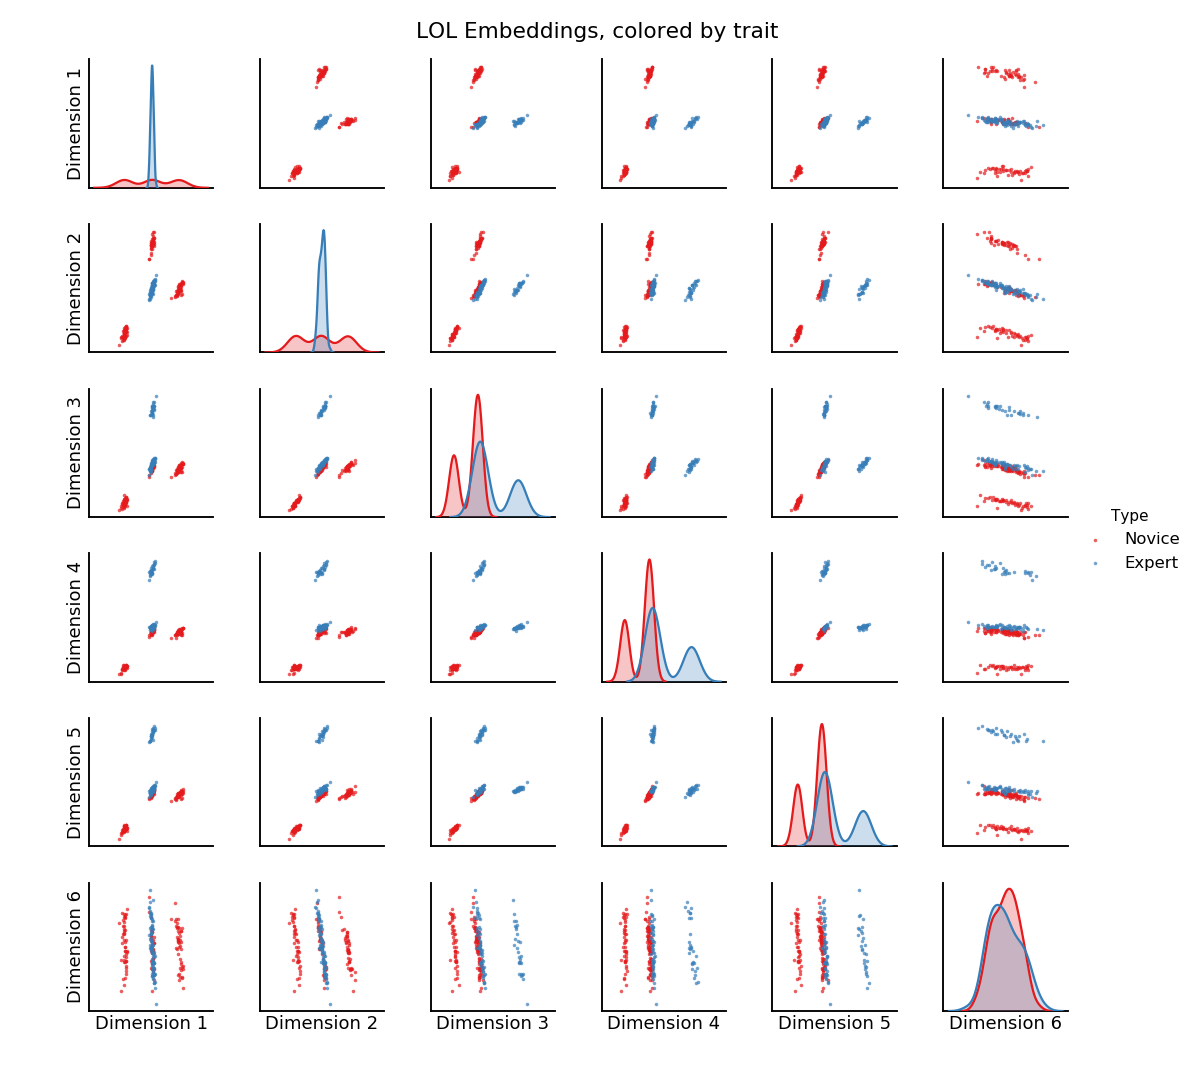 LOL Embeddings, colored by trait
Dimension 1
Dimension 2
Dimension 3
Dimension 4
Dimension 5
Dimension 6
Type
Novice
Expert
Dimension 1
Dimension 2
Dimension 3
Dimension 4
Dimension 5
Dimension 6